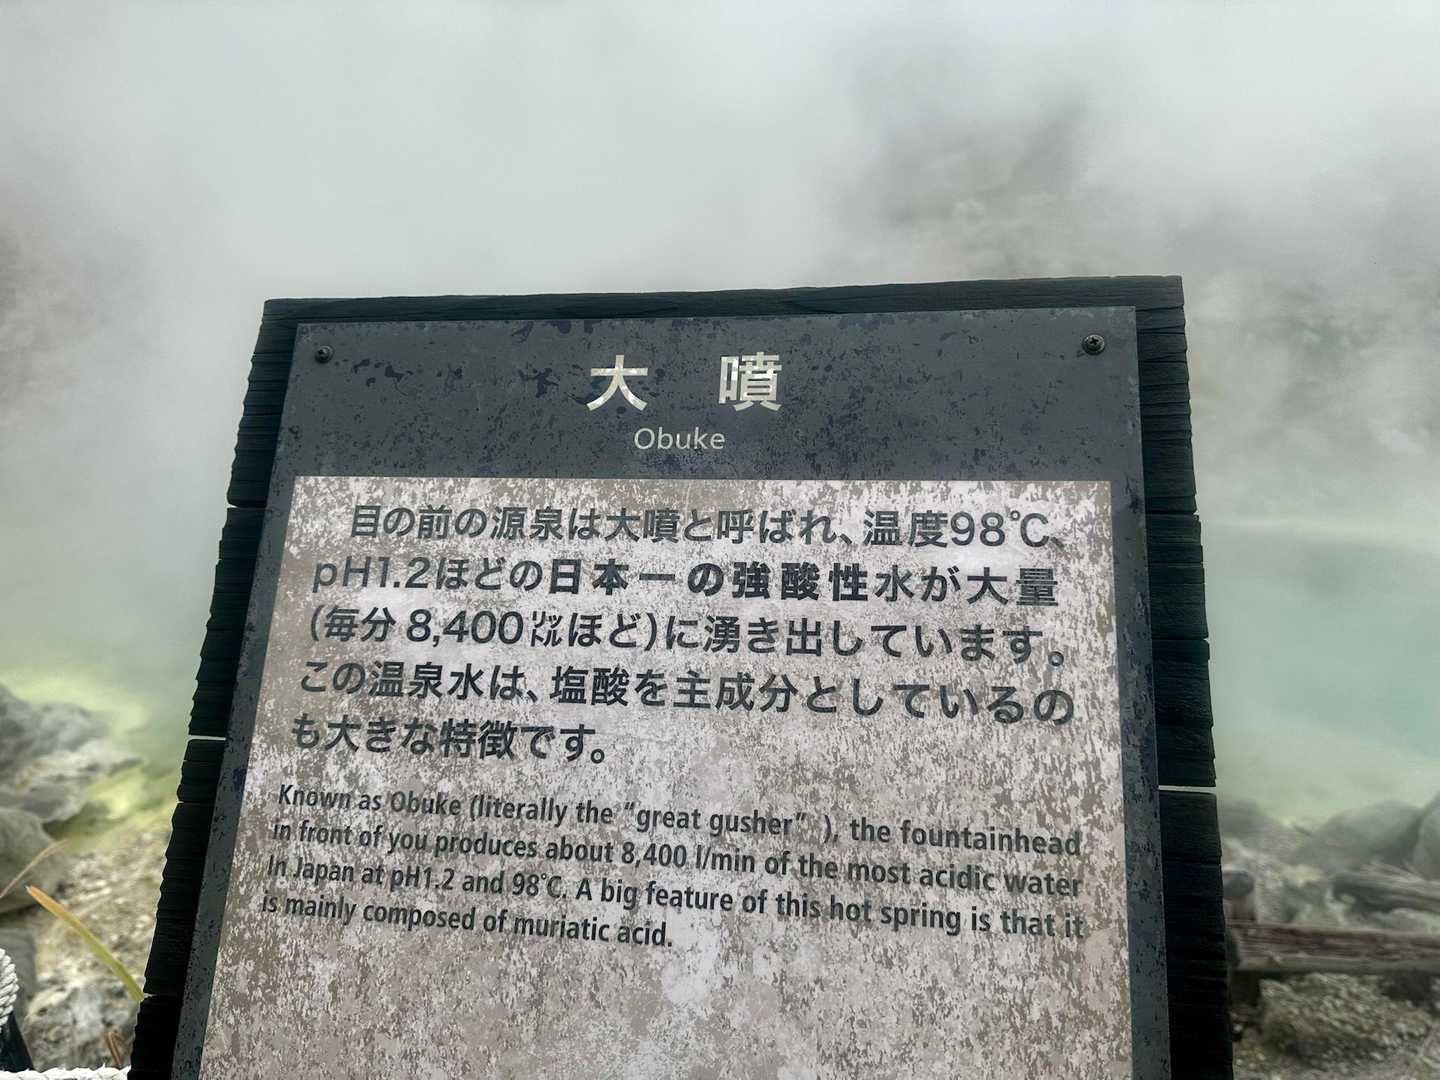 大 噴
Obuke
目の前の源泉は大噴と呼ばれ、温度98℃、
pH1.2ほどの日本一の強酸性水が大量
(毎分 8,400㍑ほど)に湧き出しています。
この温泉水は、塩酸を主成分としているの
も大きな特徴です。
Known as Obuke (literally the “great gusher” ), the fountainhead
in front of you produces about 8,400 l/min of the most acidic water
In Japan at pH1.2 and 98℃. A big feature of this hot spring is that it
is mainly composed of muriatic acid.